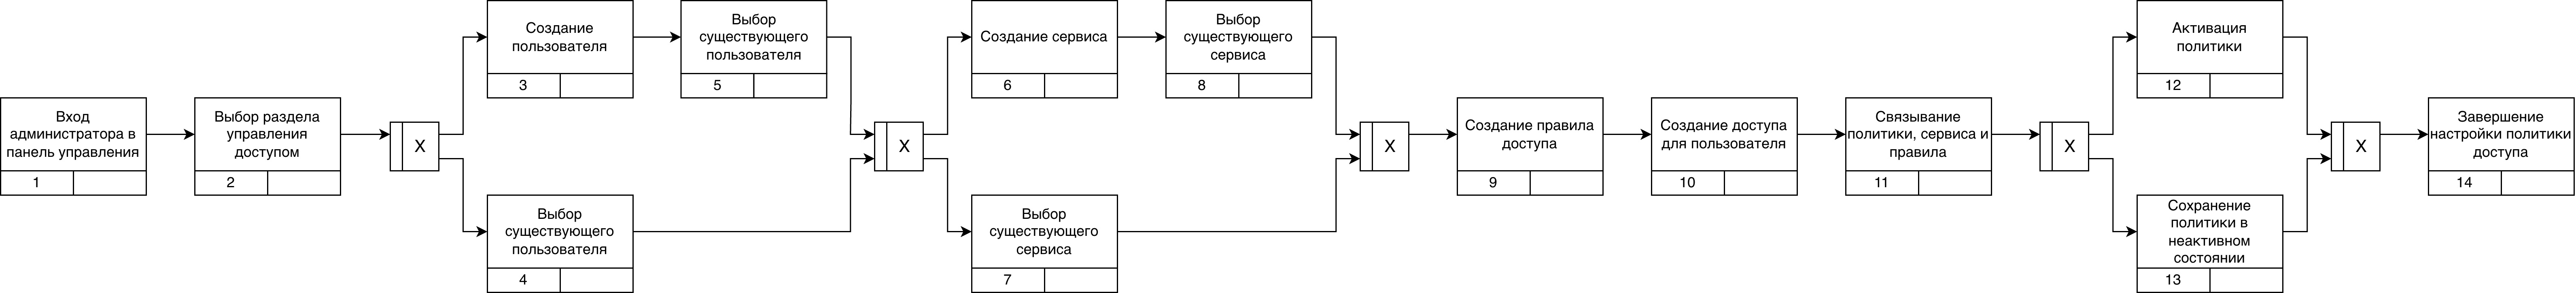 Вход
администратора в
панель управления
1
Выбор раздела
управления
доступом
2
X
Создание
пользователя
3
Выбор
существующего
пользователя
5
Выбор
существующего
пользователя
4
X
Создание сервиса
6
Выбор
существующего
сервиса
8
Выбор
существующего
сервиса
7
X
Создание правила
доступа
9
Создание доступа
для пользователя
10
Связывание
политики, сервиса и
правила
11
X
Активация
политики
12
Сохранение
политики в
неактивном
состоянии
13
X
Завершение
настройки политики
доступа
14